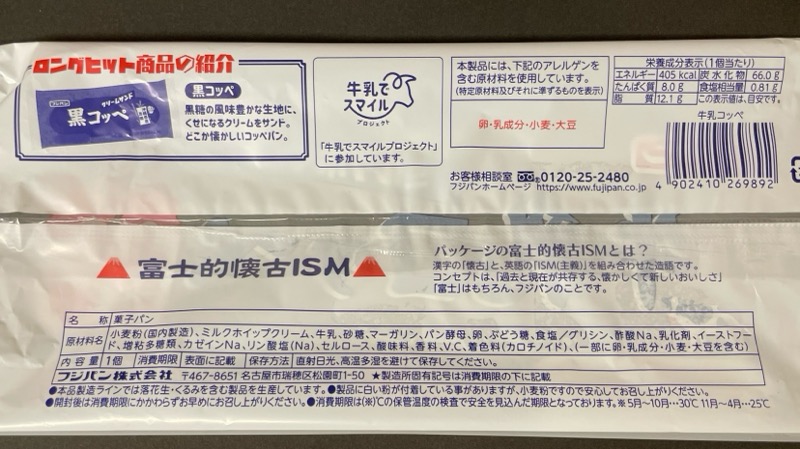 ロングヒット商品の紹介
フジパン
クリームサンド
黒コッペ
黒コッペ
黒糖の風味豊かな生地に、
くせになるクリームをサンド。
どこか懐かしいコッペパン。
牛乳で
スマイル
プロジェクト
「牛乳でスマイルプロジェクト」
に参加しています。
本製品には、下記のアレルゲンを
含む原材料を使用しています。
(特定原材料及びそれに準ずるものを表示)
卵・乳成分・小麦・大豆
お客様相談室 0120-25-2480
フジパンホームページ https://www.fujipan.co.jp
栄養成分表示(1個当たり)
エネルギー 405 kcal 炭水化物 66.0 g
たんぱく質 8.0 g 食塩相当量 0.81 g
脂質 12.1 g この表示値は、目安です。
牛乳コッペ
4 902410 269892
富士的懐古ISM
パッケージの富士的懐古ISMとは?
漢字の「懐古」と、英語の「ISM(主義)」を組み合わせた造語です。
コンセプトは、「過去と現在が共存する、懐かしくて新しいおいしさ」
「富士」はもちろん、フジパンのことです。
名称 菓子パン
原材料名 小麦粉(国内製造)、ミルクホイップクリーム、牛乳、砂糖、マーガリン、パン酵母、卵、ぶどう糖、食塩/グリシン、酢酸Na、乳化剤、イーストフー
ド、増粘多糖類、カゼインNa、リン酸塩(Na)、セルロース、酸味料、香料、V.C、着色料(カロチノイド)、(一部に卵・乳成分・小麦・大豆を含む)
内容量 1個 消費期限 表面に記載 保存方法 直射日光、高温多湿を避けて保存してください。
フジパン株式会社 〒467-8651 名古屋市瑞穂区松園町1-50 ★製造所固有記号は消費期限の下に記載
●本品製造ラインでは落花生・くるみを含む製品を生産しています。●製品に白い粉が付着している事がありますが、小麦粉ですので安心してお召し上がりください。
●開封後は消費期限にかかわらずお早めにお召し上がりください。●消費期限は(※)℃の保管温度の検査で安全を見込んだ期限となっております。※5月~10月…30℃ 11月~4月…25℃